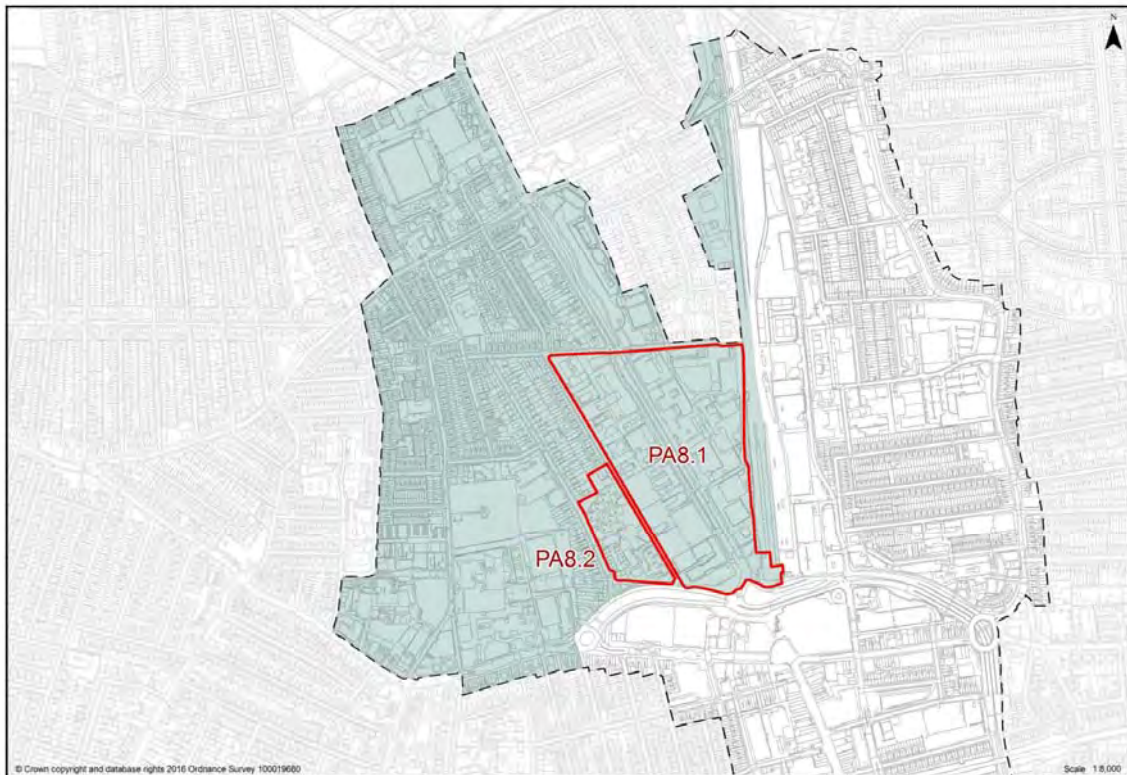 N
PA8.1
PA8.2
© Crown copyright and database rights 2016 Ordnance Survey 100019680
Scale 1:8,000